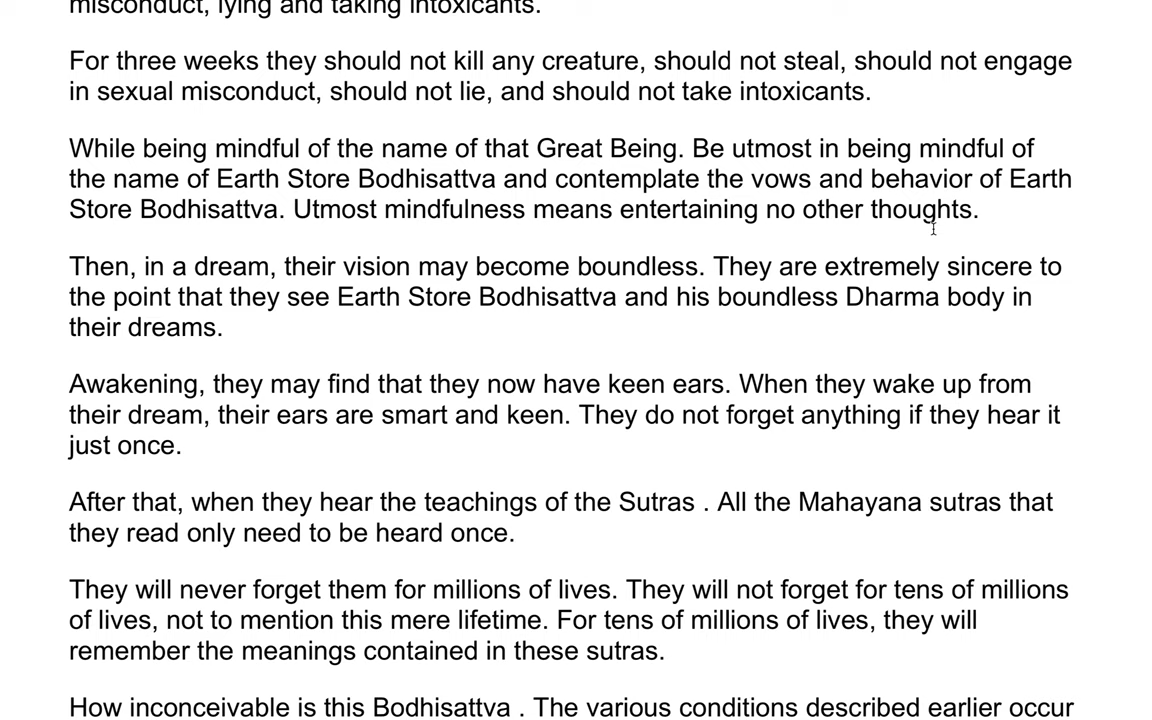 misconduct, lying and taking intoxicants.
For three weeks they should not kill any creature, should not steal, should not engage
in sexual misconduct, should not lie, and should not take intoxicants.
While being mindful of the name of that Great Being. Be utmost in being mindful of
the name of Earth Store Bodhisattva and contemplate the vows and behavior of Earth
Store Bodhisattva. Utmost mindfulness means entertaining no other thoughts.
Then, in a dream, their vision may become boundless. They are extremely sincere to
the point that they see Earth Store Bodhisattva and his boundless Dharma body in
their dreams.
Awakening, they may find that they now have keen ears. When they wake up from
their dream, their ears are smart and keen. They do not forget anything if they hear it
just once.
After that, when they hear the teachings of the Sutras . All the Mahayana sutras that
they read only need to be heard once.
They will never forget them for millions of lives. They will not forget for tens of millions
of lives, not to mention this mere lifetime. For tens of millions of lives, they will
remember the meanings contained in these sutras.
How inconceivable is this Bodhisattva . The various conditions described earlier occur